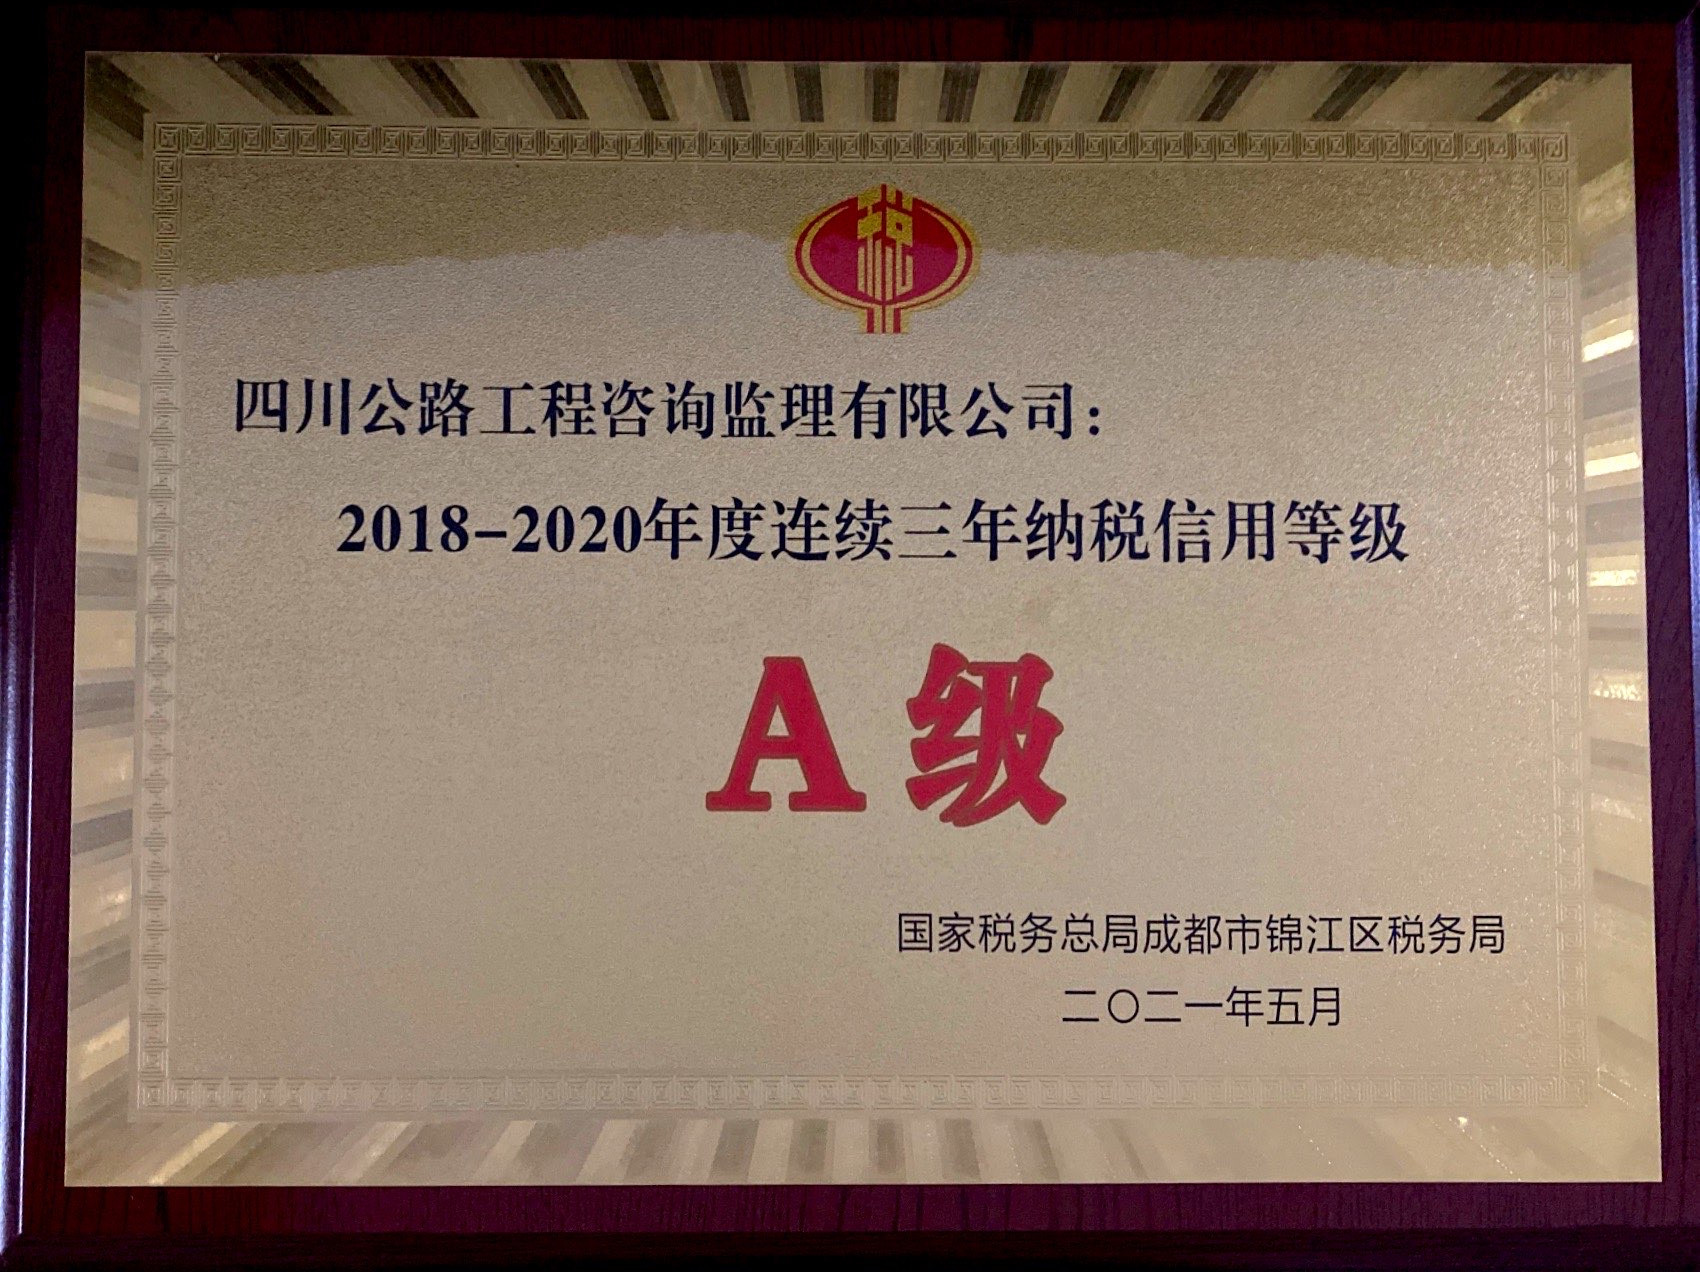 税
四川公路工程咨询监理有限公司：
2018-2020年度连续三年纳税信用等级
A级
国家税务总局成都市锦江区税务局
二〇二一年五月